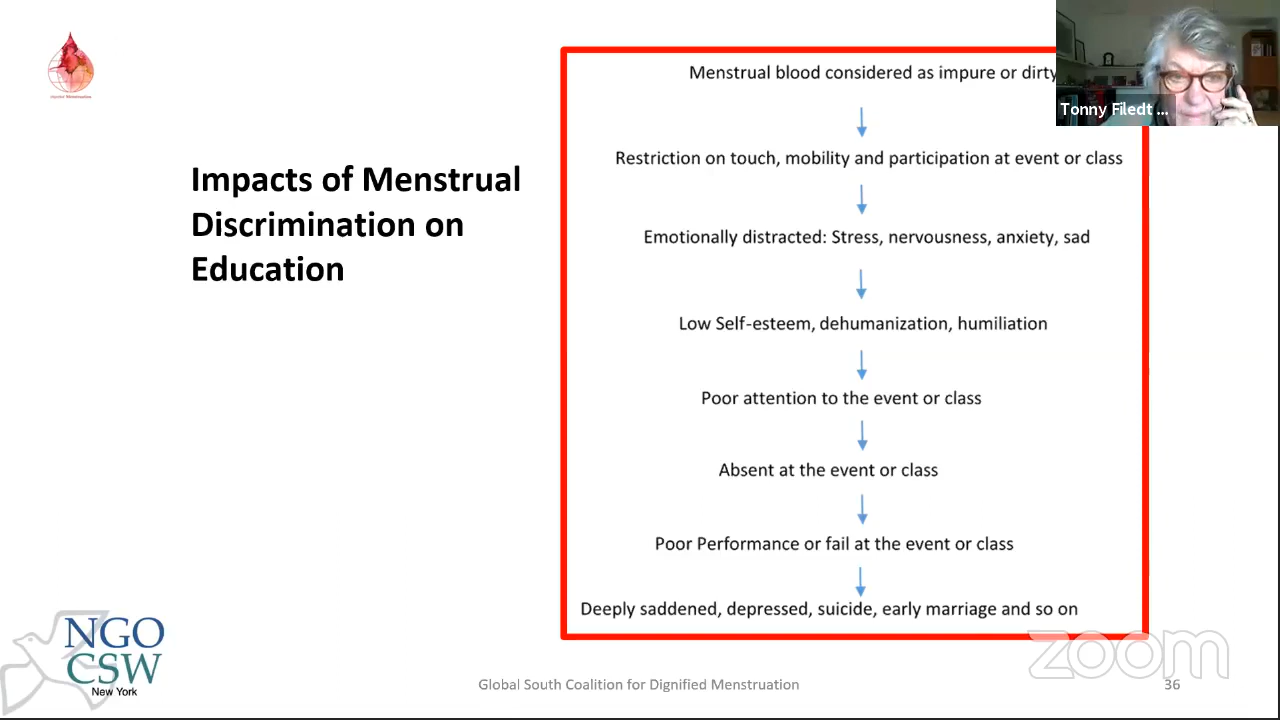 Menstrual blood considered as impure or dirty
Tonny Filedt ...
Restriction on touch, mobility and participation at event or class
Impacts of Menstrual
Discrimination on
Education
Emotionally distracted: Stress, nervousness, anxiety, sad
Low Self-esteem, dehumanization, humiliation
Poor attention to the event or class
Absent at the event or class
Poor Performance or fail at the event or class
Deeply saddened, depressed, suicide, early marriage and so on
NGO
CSW
New York
Global South Coalition for Dignified Menstruation
36
zoom